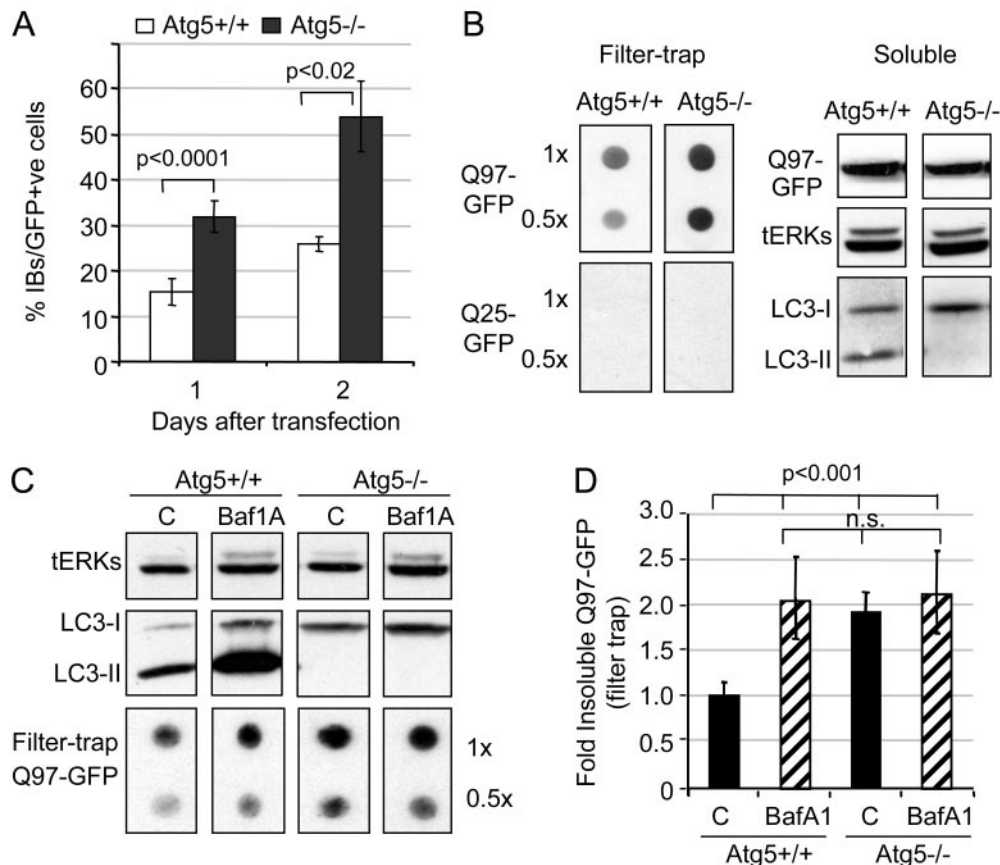 A
Atg5+/+ Atg5-/-
% IBs/GFP+ve cells
60
50
40
30
20
10
0
p<0.0001
p<0.02
1 2
Days after transfection
B
Filter-trap Soluble
Atg5+/+ Atg5-/- Atg5+/+ Atg5-/-
Q97-
GFP
1x
0.5x
Q25-
GFP
1x
0.5x
Q97-
GFP
tERKs
LC3-I
LC3-II
C
Atg5+/+ Atg5-/-
C Baf1A C Baf1A
tERKs
LC3-I
LC3-II
Filter-trap
Q97-GFP
1x
0.5x
D
p<0.001
n.s.
Fold Insoluble Q97-GFP
(filter trap)
3.0
2.5
2.0
1.5
1.0
0.5
0
C BafA1 C BafA1
Atg5+/+ Atg5-/-